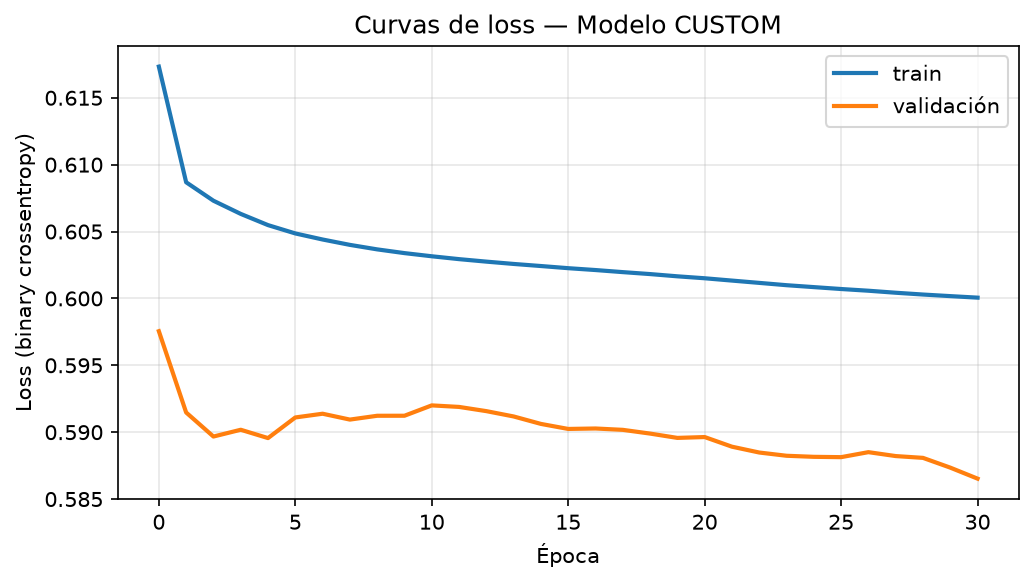 Curvas de loss — Modelo CUSTOM
train
validación
0.615
0.610
0.605
0.600
0.595
0.590
0.585
Loss (binary crossentropy)
0 5 10 15 20 25 30
Época